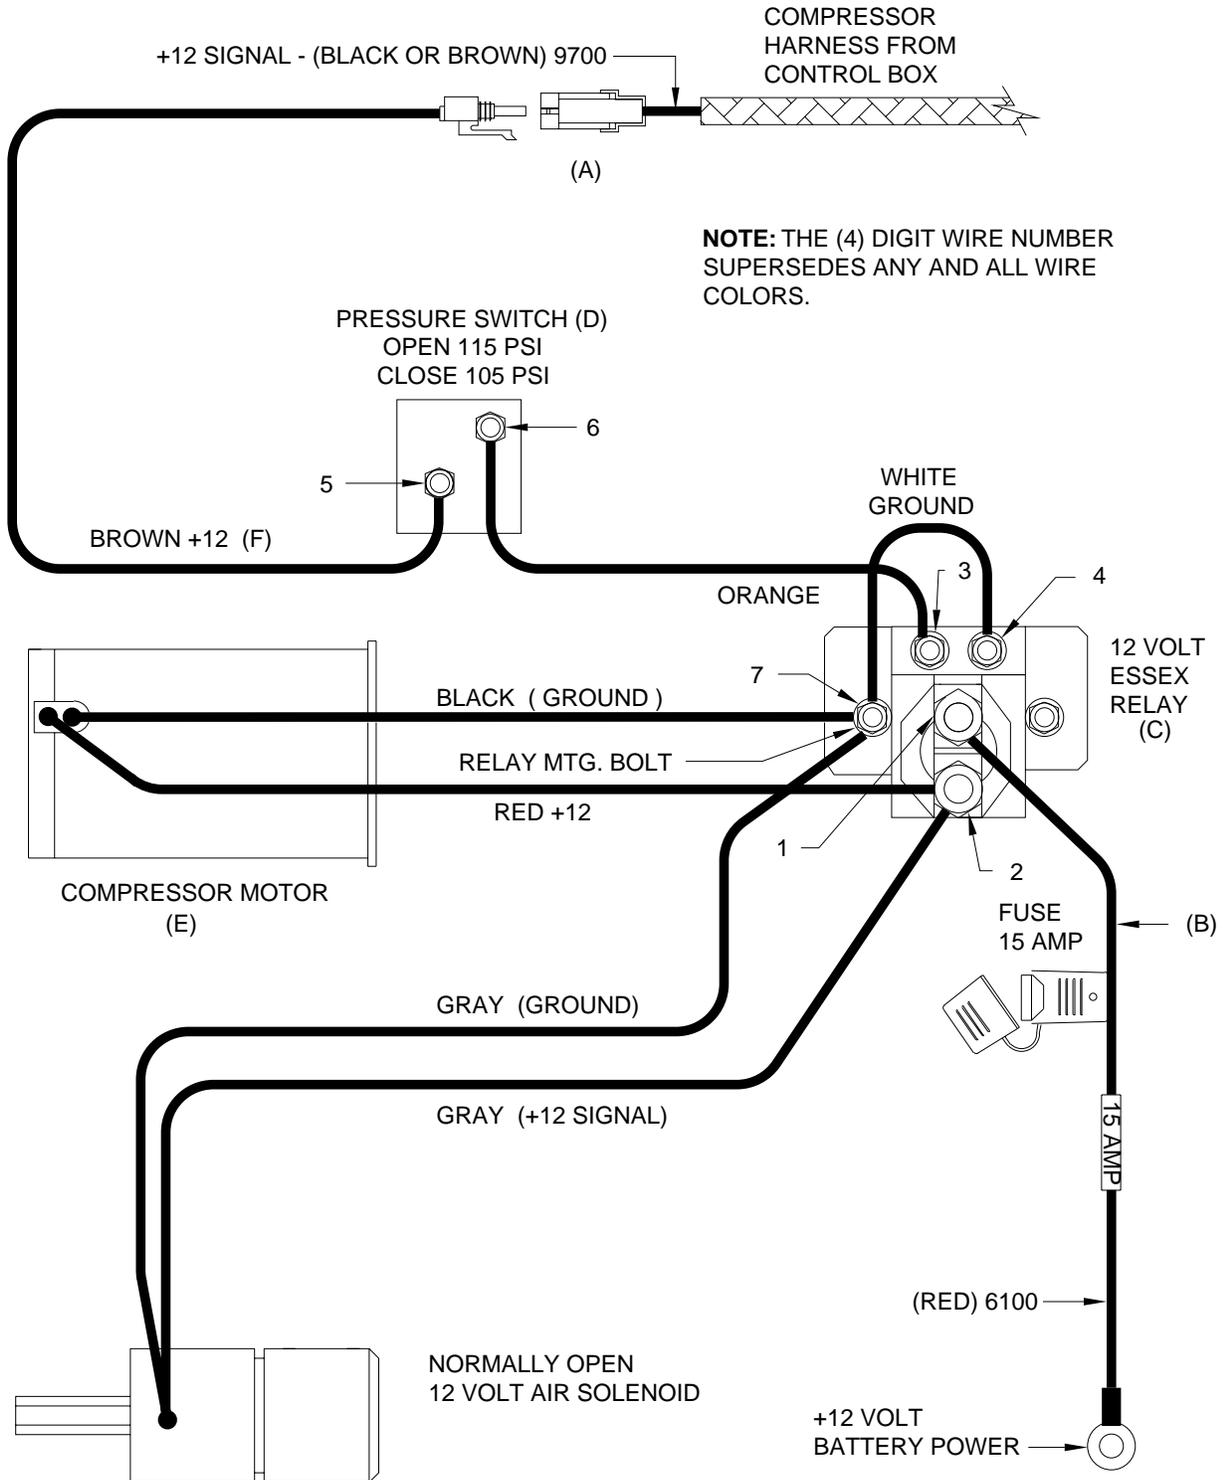 COMPRESSOR
HARNESS FROM
CONTROL BOX
+12 SIGNAL - (BLACK OR BROWN) 9700
(A)
NOTE: THE (4) DIGIT WIRE NUMBER
SUPERSEDES ANY AND ALL WIRE
COLORS.
PRESSURE SWITCH (D)
OPEN 115 PSI
CLOSE 105 PSI
6
5
WHITE
GROUND
BROWN +12 (F)
ORANGE
3
4
12 VOLT
ESSEX
RELAY
(C)
7
BLACK ( GROUND )
RELAY MTG. BOLT
RED +12
1
2
COMPRESSOR MOTOR
(E)
FUSE
15 AMP
(B)
GRAY (GROUND)
GRAY (+12 SIGNAL)
15 AMP
(RED) 6100
NORMALLY OPEN
12 VOLT AIR SOLENOID
+12 VOLT
BATTERY POWER